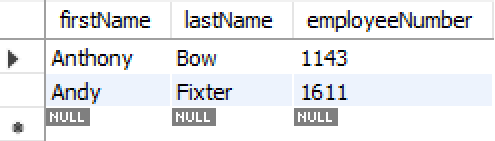 firstName lastName employeeNumber
Anthony Bow 1143
Andy Fixter 1611
NULL NULL NULL